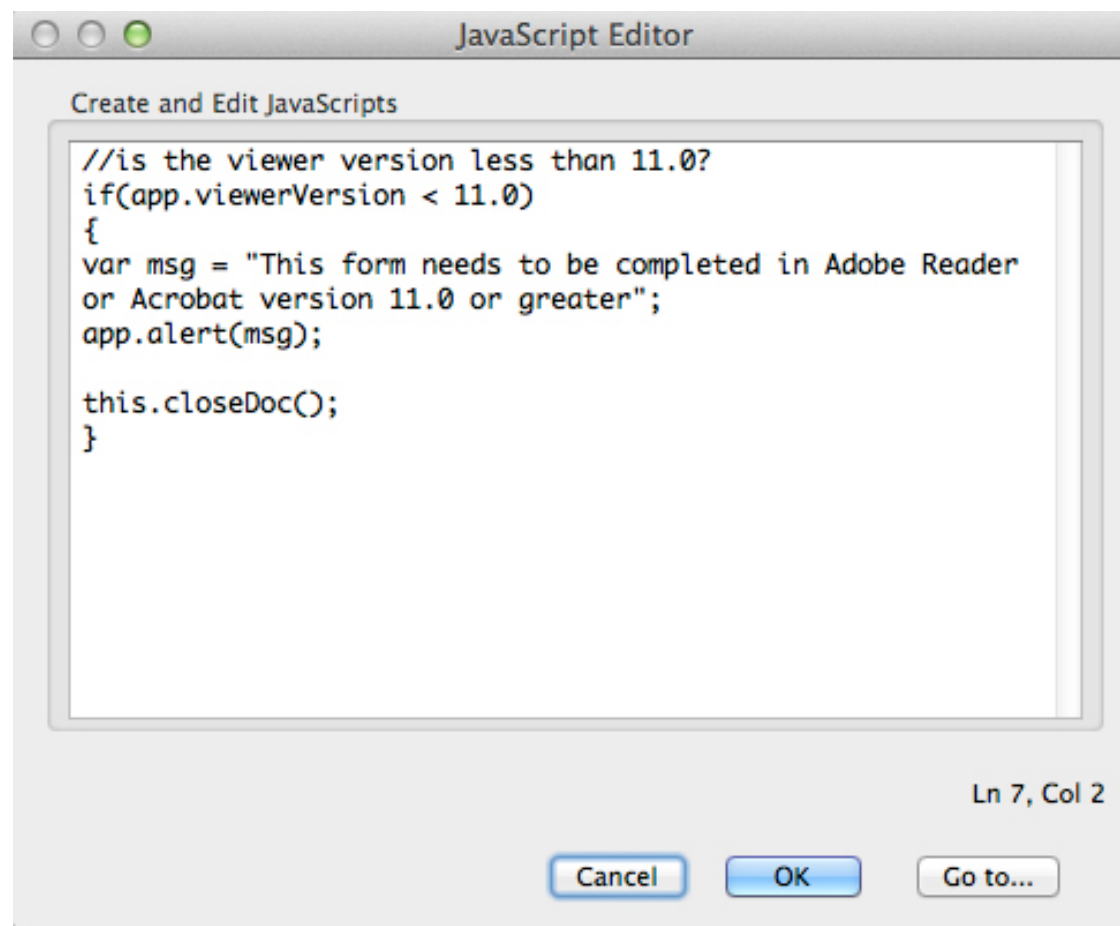 JavaScript Editor
Create and Edit JavaScripts
//is the viewer version less than 11.0?
if(app.viewerVersion < 11.0)
{
var msg = "This form needs to be completed in Adobe Reader
or Acrobat version 11.0 or greater";
app.alert(msg);
this.closeDoc();
}
Ln 7, Col 2
Cancel
OK
Go to...